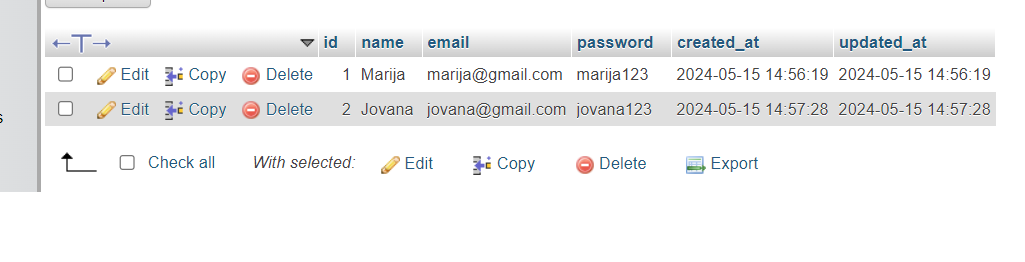 ←T→ id name email password created_at updated_at
Edit Copy Delete 1 Marija marija@gmail.com marija123 2024-05-15 14:56:19 2024-05-15 14:56:19
Edit Copy Delete 2 Jovana jovana@gmail.com jovana123 2024-05-15 14:57:28 2024-05-15 14:57:28
Check all With selected: Edit Copy Delete Export